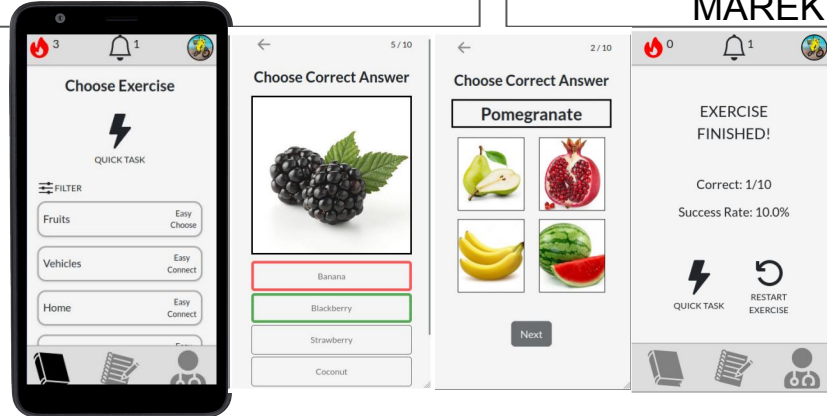 MAREK
3
1
Choose Exercise
QUICK TASK
FILTER
Fruits
Easy
Choose
Vehicles
Easy
Connect
Home
Easy
Connect
5/10
Choose Correct Answer
Banana
Blackberry
Strawberry
Coconut
2/10
Choose Correct Answer
Pomegranate
Next
0
1
EXERCISE
FINISHED!
Correct: 1/10
Success Rate: 10.0%
QUICK TASK
RESTART
EXERCISE